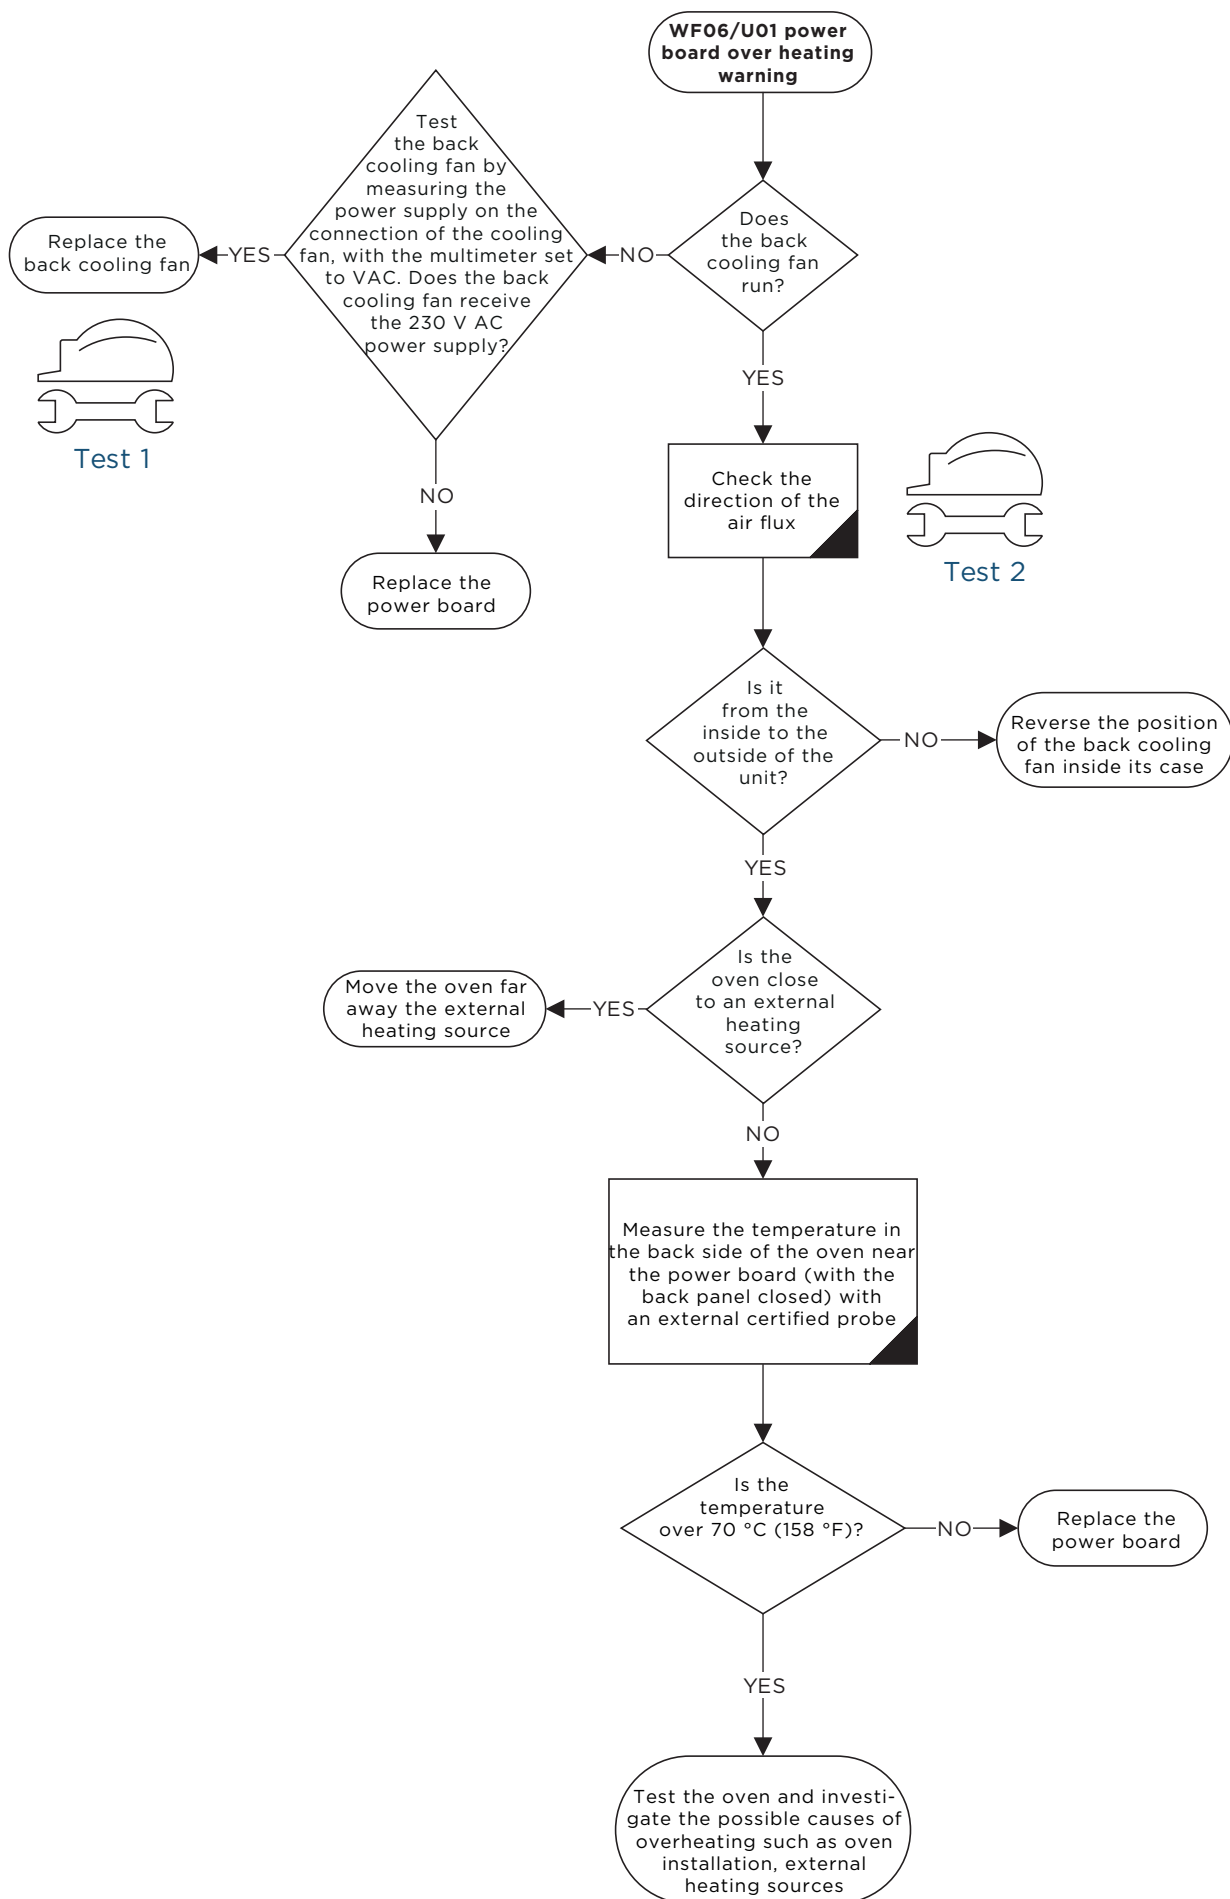 WF06/U01 power
board over heating
warning
Test
the back
cooling fan by
measuring the
power supply on the
connection of the cooling
fan, with the multimeter set
to VAC. Does the back
cooling fan receive
the 230 V AC
power supply?
Does
the back
cooling fan
run?
NO
YES
Replace the
back cooling fan
Test 1
YES
NO
Replace the
power board
Check the
direction of the
air flux
Test 2
Is it
from the
inside to the
outside of the
unit?
NO
Reverse the position
of the back cooling
fan inside its case
YES
Is the
oven close
to an external
heating
source?
YES
Move the oven far
away the external
heating source
NO
Measure the temperature in
the back side of the oven near
the power board (with the
back panel closed) with
an external certified probe
Is the
temperature
over 70 °C (158 °F)?
NO
Replace the
power board
YES
Test the oven and investi-
gate the possible causes of
overheating such as oven
installation, external
heating sources